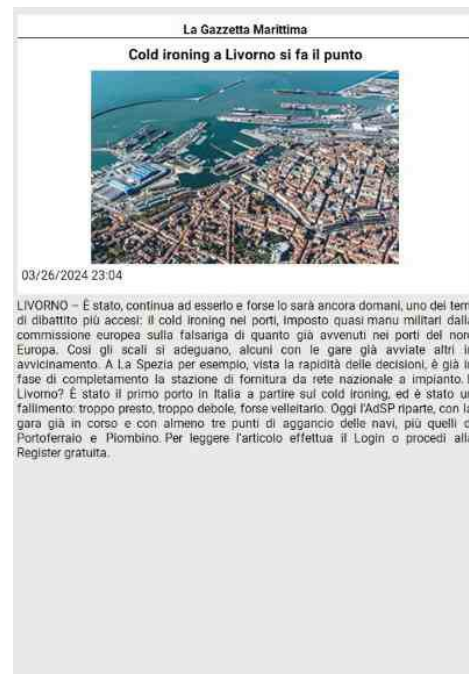 La Gazzetta Marittima
Cold ironing a Livorno si fa il punto
03/26/2024 23:04
LIVORNO – È stato, continua ad esserlo e forse lo sarà ancora domani, uno dei tem
di dibattito più accesi: il cold ironing nei porti, imposto quasi manu militari dalla
commissione europea sulla falsariga di quanto già avvenuti nei porti del nord
Europa. Così gli scali si adeguano, alcuni con le gare già avviate altri in
avvicinamento. A La Spezia per esempio, vista la rapidità delle decisioni, è già in
fase di completamento la stazione di fornitura da rete nazionale a impianto.
Livorno? È stato il primo porto in Italia a partire sul cold ironing, ed è stato un
fallimento: troppo presto, troppo debole, forse velleitario. Oggi l'AdSP riparte, con la
gara già in corso e con almeno tre punti di aggancio delle navi, più quelli d
Portoferraio e Piombino. Per leggere l'articolo effettua il Login o procedi alla
Register gratuita.